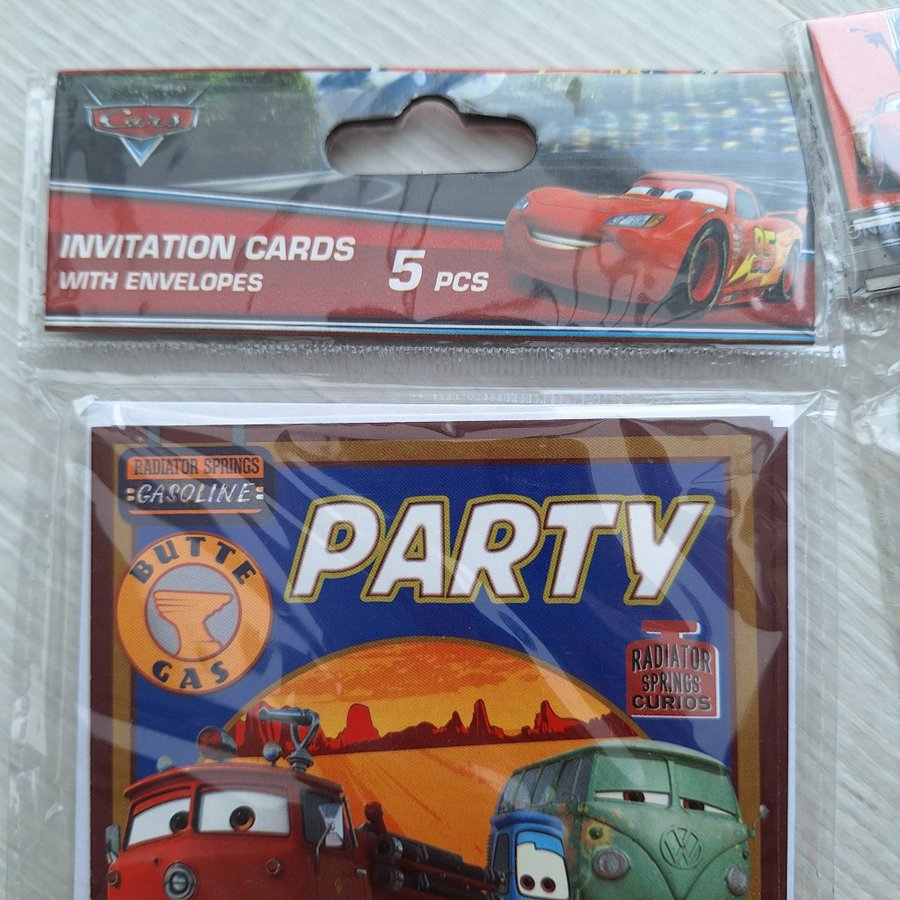 Cars
INVITATION CARDS
WITH ENVELOPES
5 PCS
95
RADIATOR SPRINGS
GASOLINE
PARTY
BUTTE
GAS
RADIATOR
SPRINGS
CURIOS